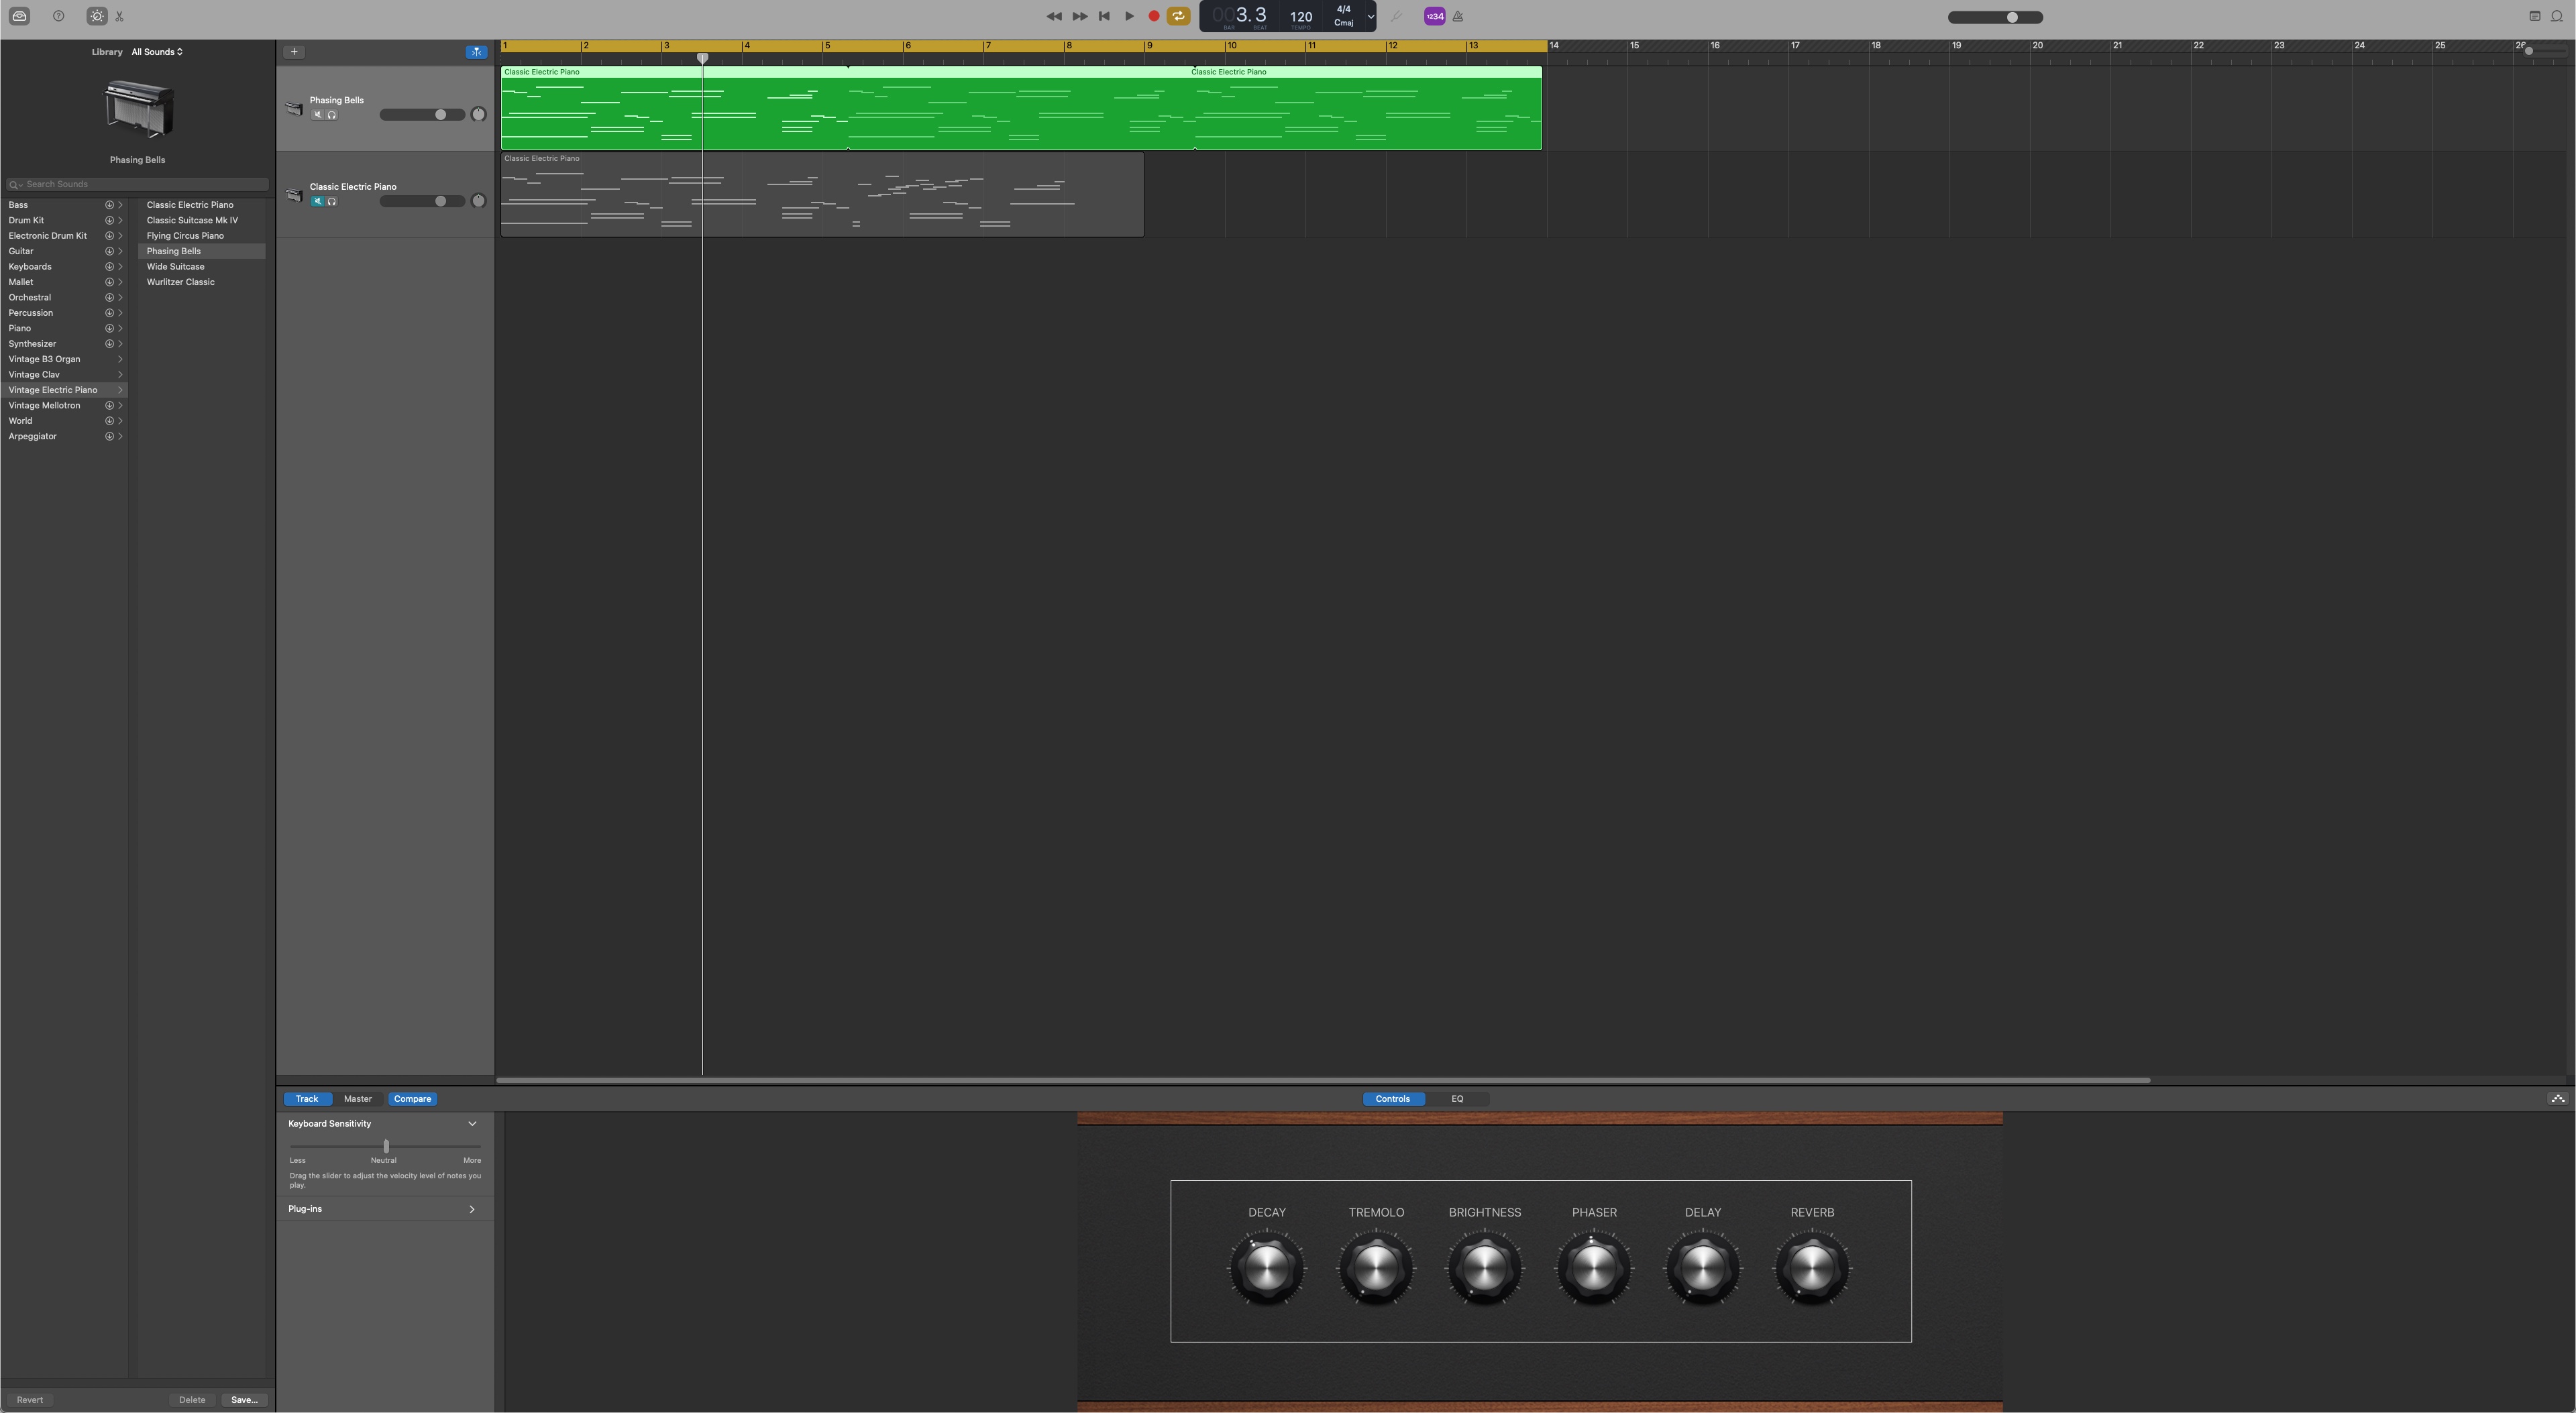 003.3
BAR
BEAT
120
TEMPO
4/4
Cmaj
1234
Library All Sounds
Phasing Bells
Search Sounds
Bass
Drum Kit
Electronic Drum Kit
Guitar
Keyboards
Mallet
Orchestral
Percussion
Piano
Synthesizer
Vintage B3 Organ
Vintage Clav
Vintage Electric Piano
Vintage Mellotron
World
Arpeggiator
Classic Electric Piano
Classic Suitcase Mk IV
Flying Circus Piano
Phasing Bells
Wide Suitcase
Wurlitzer Classic
Revert
Delete
Save...
1 2 3 4 5 6 7 8 9 10 11 12 13 14 15 16 17 18 19 20 21 22 23 24 25
Phasing Bells
Classic Electric Piano
Classic Electric Piano
Classic Electric Piano
Classic Electric Piano
Track
Master
Compare
Controls
EQ
Keyboard Sensitivity
Less
Neutral
More
Drag the slider to adjust the velocity level of notes you
play.
Plug-ins
DECAY
TREMOLO
BRIGHTNESS
PHASER
DELAY
REVERB